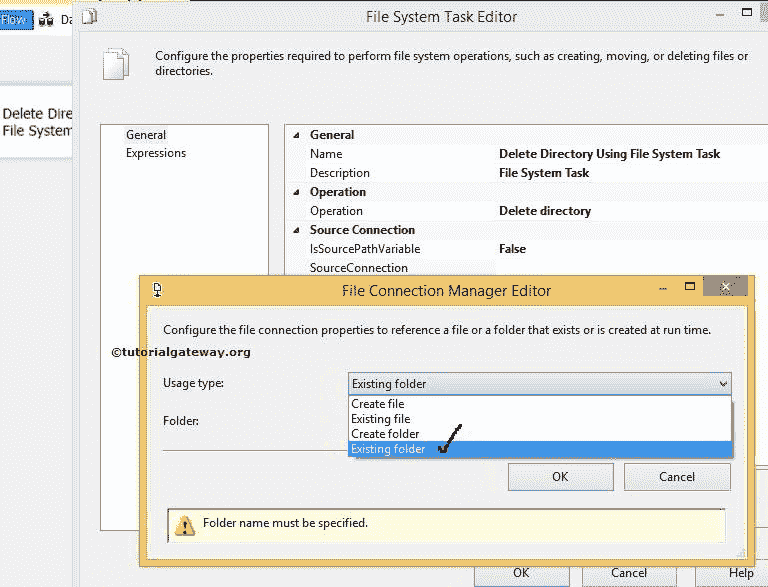 Flow
Da
File System Task Editor
Configure the properties required to perform file system operations, such as creating, moving, or deleting files or
directories.
Delete Dire
File System
General
Expressions
General
Name Delete Directory Using File System Task
Description File System Task
Operation
Operation Delete directory
Source Connection
IsSourcePathVariable False
SourceConnection
File Connection Manager Editor
Configure the file connection properties to reference a file or a folder that exists or is created at run time.
©tutorialgateway.org
Usage type: Existing folder
Create file
Existing file
Folder:
Create folder
Existing folder
OK Cancel
Folder name must be specified.
OK Cancel Help